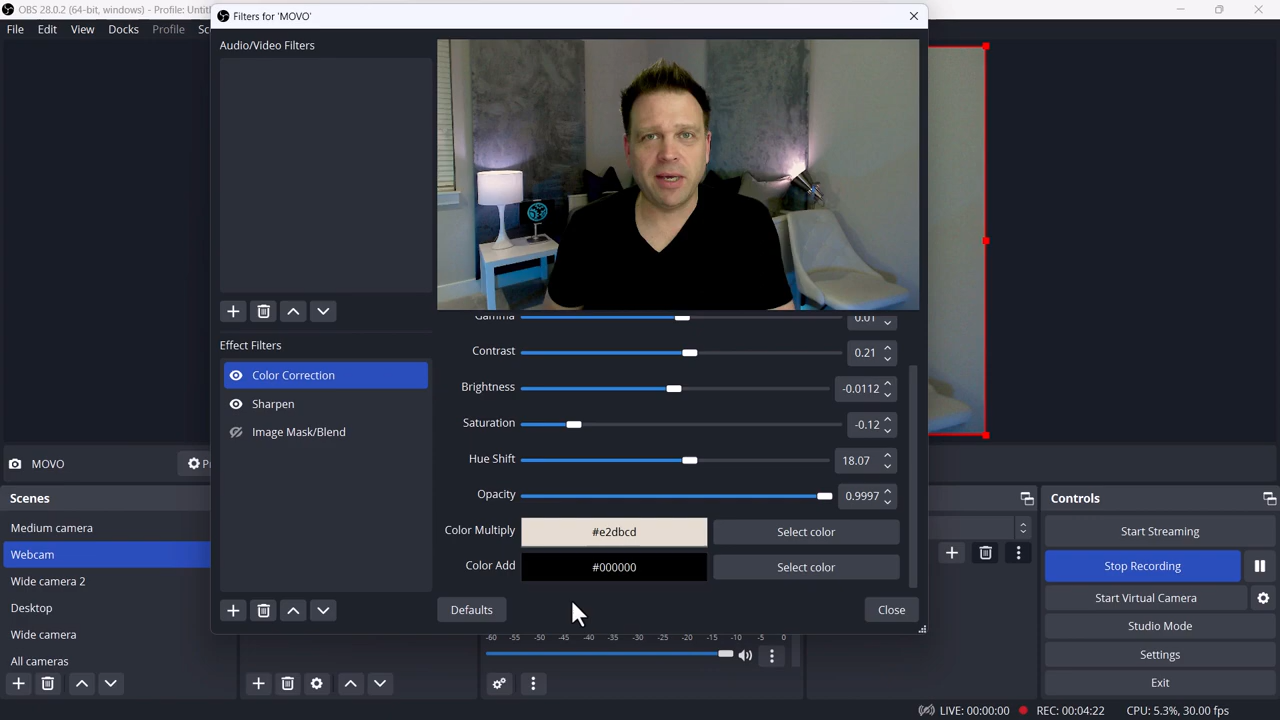 OBS 28.0.2 (64-bit, windows) - Profile: Untit
File Edit View Docks Profile Sc
Filters for 'MOVO'
Audio/Video Filters
Effect Filters
Color Correction
Sharpen
Image Mask/Blend
Gamma 0.01
Contrast 0.21
Brightness -0.0112
Saturation -0.12
Hue Shift 18.07
Opacity 0.9997
Color Multiply #e2dbcd Select color
Color Add #000000 Select color
Defaults Close
MOVO Pr
Scenes
Medium camera
Webcam
Wide camera 2
Desktop
Wide camera
All cameras
-60 -55 -50 -45 -40 -35 -30 -25 -20 -15 -10 -5 0
Controls
Start Streaming
Stop Recording
Start Virtual Camera
Studio Mode
Settings
Exit
LIVE: 00:00:00 REC: 00:04:22 CPU: 5.3%, 30.00 fps